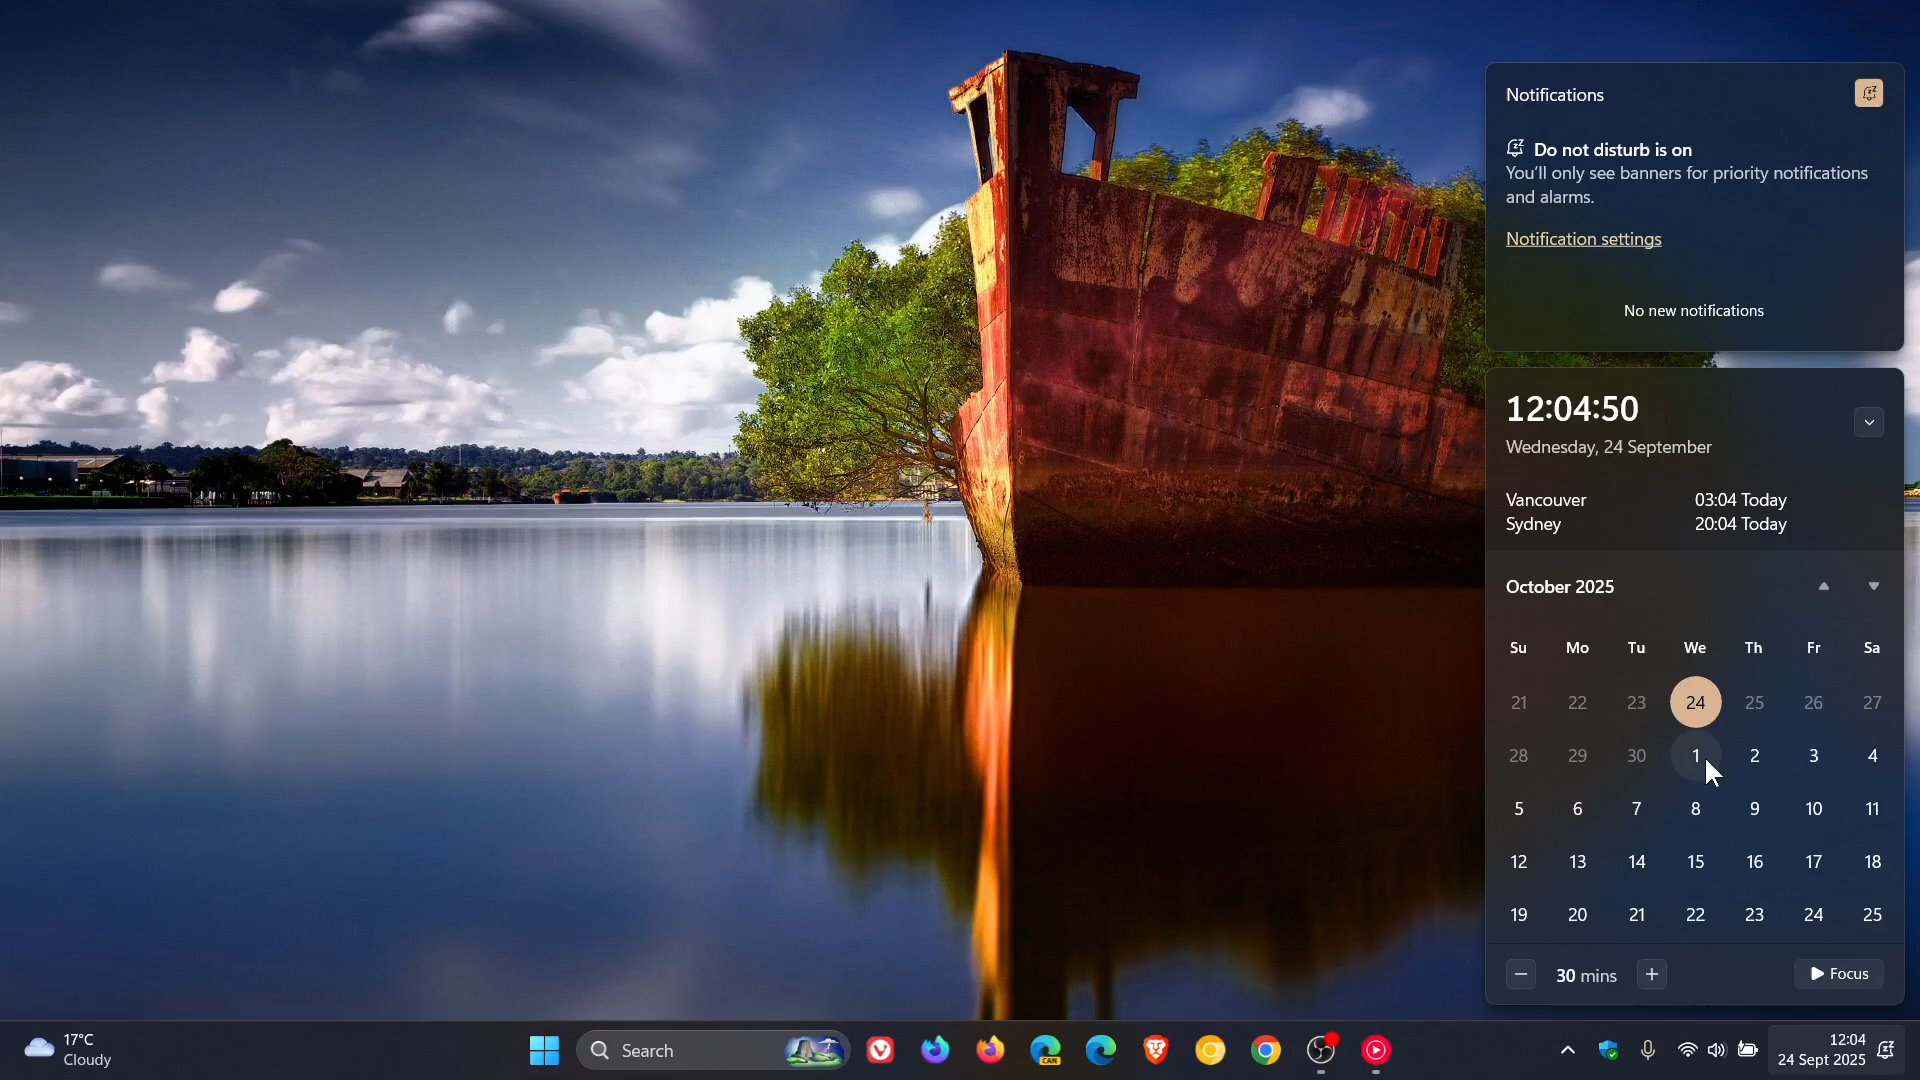 Notifications
Do not disturb is on
You'll only see banners for priority notifications
and alarms.
Notification settings
No new notifications
12:04:50
Wednesday, 24 September
Vancouver 03:04 Today
Sydney 20:04 Today
October 2025
Su Mo Tu We Th Fr Sa
21 22 23 24 25 26 27
28 29 30 1 2 3 4
5 6 7 8 9 10 11
12 13 14 15 16 17 18
19 20 21 22 23 24 25
30 mins Focus
17°C
Cloudy
Search
CAN
12:04
24 Sept 2025